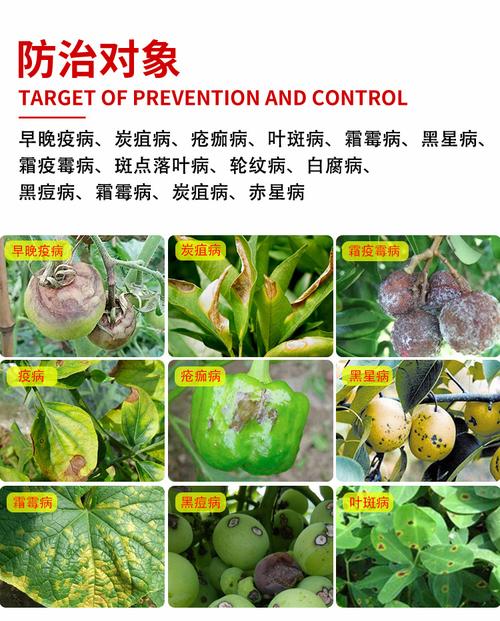 防治对象
TARGET OF PREVENTION AND CONTROL
早晚疫病、炭疽病、疮痂病、叶斑病、霜霉病、黑星病、
霜疫霉病、斑点落叶病、轮纹病、白腐病、
黑痘病、霜霉病、炭疽病、赤星病
早晚疫病
炭疽病
霜疫霉病
疫病
疮痂病
黑星病
霜霉病
黑痘病
叶斑病